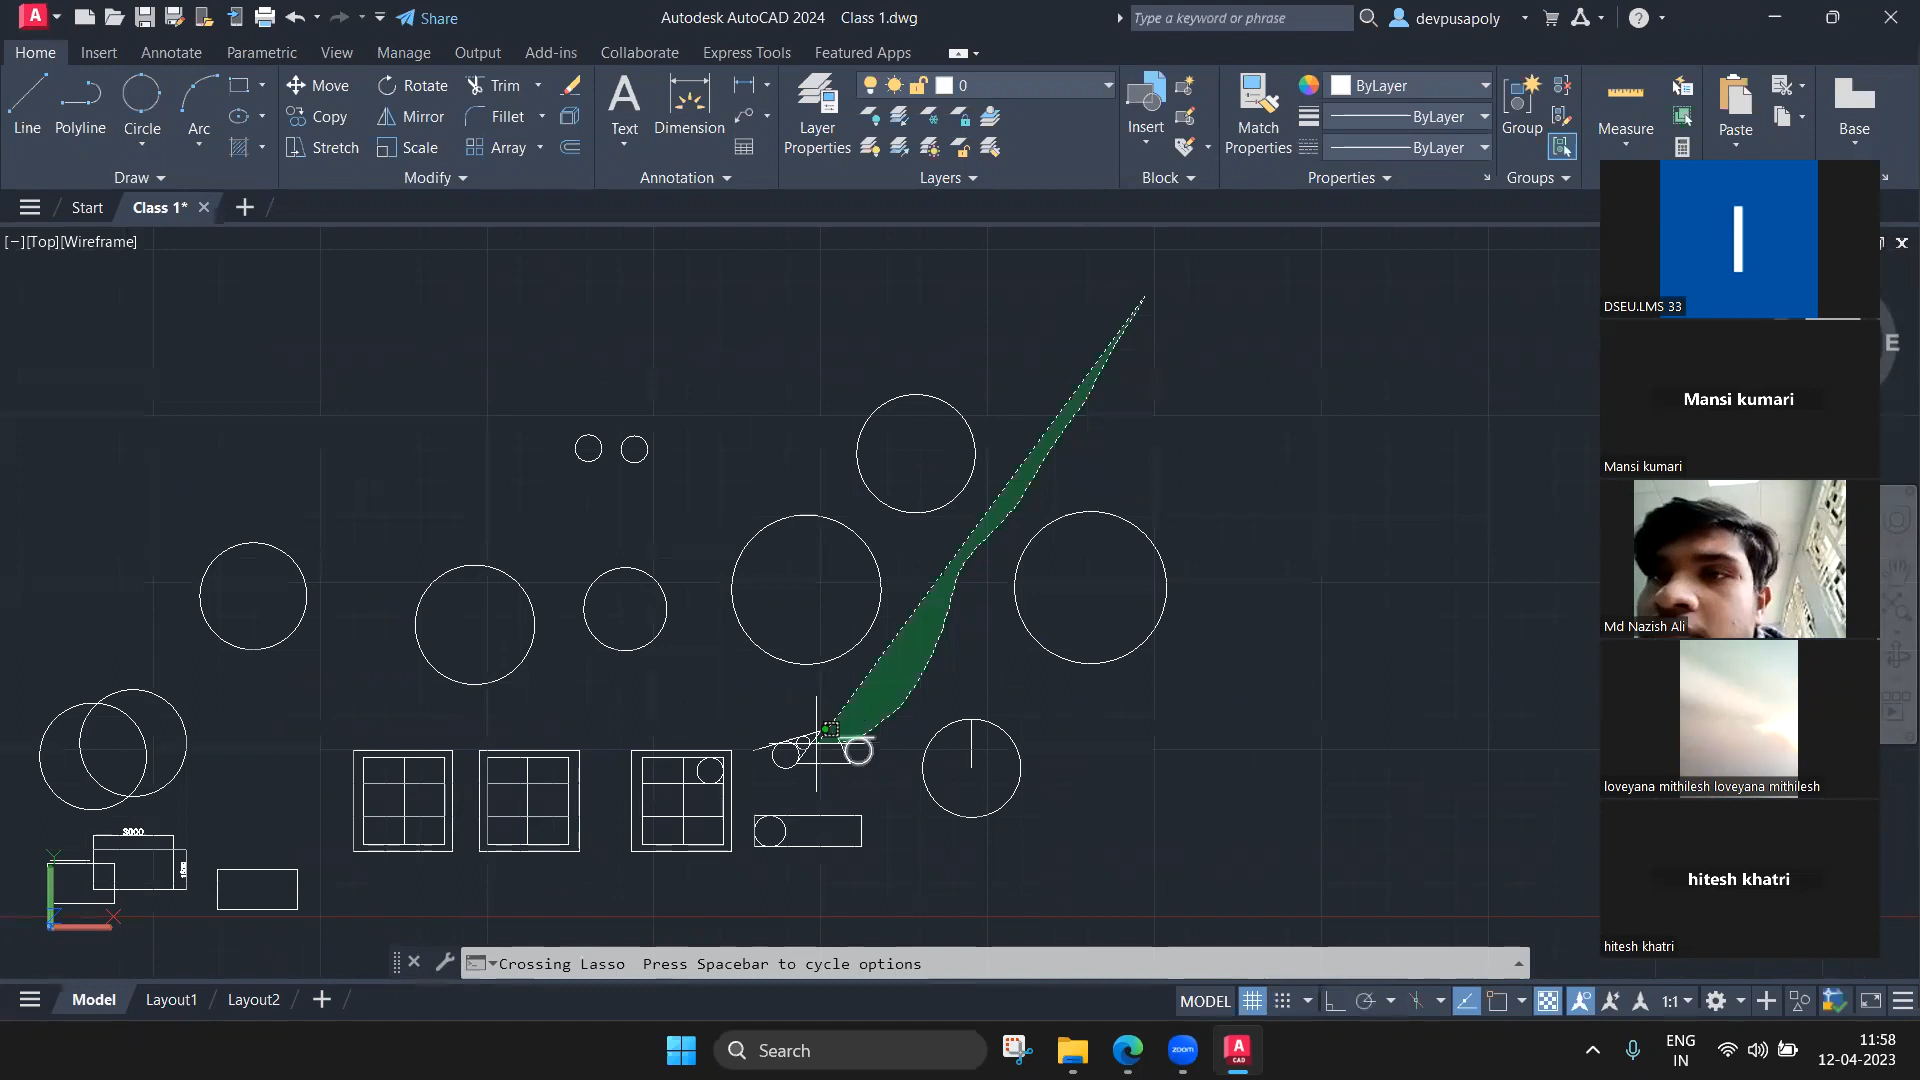 Share
Autodesk AutoCAD 2024 Class 1.dwg
Type a keyword or phrase
devpusapoly
Home Insert Annotate Parametric View Manage Output Add-ins Collaborate Express Tools Featured Apps
Line Polyline Circle Arc
Move Rotate Trim
Copy Mirror Fillet
Stretch Scale Array
Text Dimension
Layer Properties
0
Insert
Match Properties
ByLayer
ByLayer
ByLayer
Group
Measure
Paste
Base
Draw Modify Annotation Layers Block Properties Groups
Start Class 1*
[−][Top][Wireframe]
E
DSEU.LMS 33
Mansi kumari
Mansi kumari
Md Nazish Ali
loveyana mithilesh loveyana mithilesh
hitesh khatri
hitesh khatri
3000
Y
X
Crossing Lasso Press Spacebar to cycle options
Model Layout1 Layout2
MODEL
1:1
Search
zoom
A
CAD
ENG
IN
11:58
12-04-2023